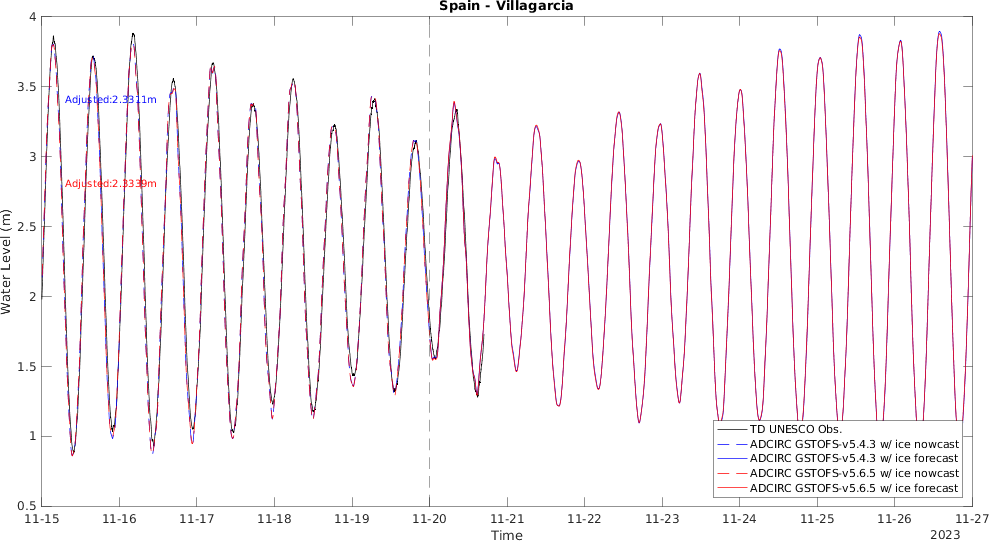 Spain - Villagarcia
Water Level (m)
4
3.5
3
2.5
2
1.5
1
0.5
Adjusted:2.3311m
Adjusted:2.3339m
TD UNESCO Obs.
ADCIRC GSTOFS-v5.4.3 w/ ice nowcast
ADCIRC GSTOFS-v5.4.3 w/ ice forecast
ADCIRC GSTOFS-v5.6.5 w/ ice nowcast
ADCIRC GSTOFS-v5.6.5 w/ ice forecast
11-15 11-16 11-17 11-18 11-19 11-20 11-21 11-22 11-23 11-24 11-25 11-26 11-27
Time
2023